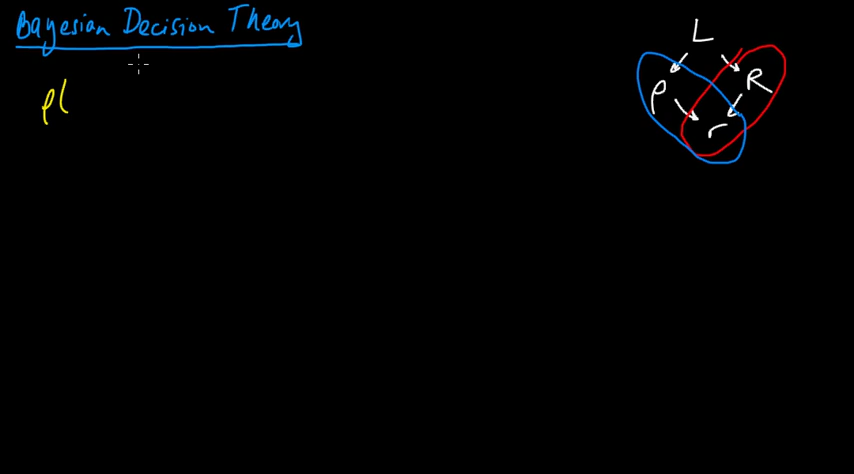 Bayesian Decision Theory
L
ρ R
r
p(